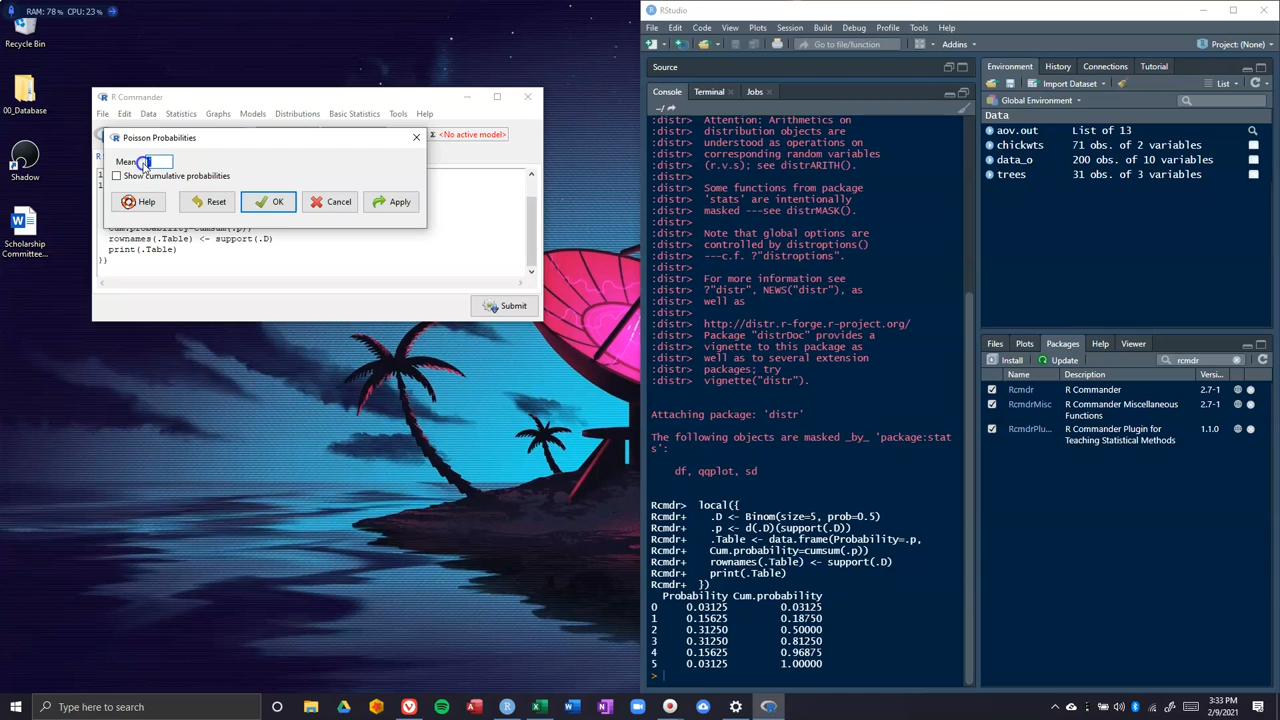 RAM: 78 % CPU: 23 %
Recycle Bin
00_Database
Shadow
Scholarship
Committee...
R Commander
File Edit Data Statistics Graphs Models Distributions Basic Statistics Tools Help
Σ <No active model>
Poisson Probabilities
Mean
Show cumulative probabilities
Help Reset OK Cancel Apply
rownames(.Table) <- support(.D)
print(.Table)
})
Submit
RStudio
File Edit Code View Plots Session Build Debug Profile Tools Help
Go to file/function
Addins
Project: (None)
Source
Console Terminal Jobs
~/
:distr> Attention: Arithmetics on
:distr> distribution objects are
:distr> understood as operations on
:distr> corresponding random variables
:distr> (r.v.s); see distrARITH().
:distr>
:distr> Some functions from package
:distr> 'stats' are intentionally
:distr> masked ---see distrMASK().
:distr>
:distr> Note that global options are
:distr> controlled by distroptions()
:distr> ---c.f. ?"distroptions".
:distr>
:distr> For more information see
:distr> ?"distr", NEWS("distr"), as
:distr> well as
:distr>
:distr> http://distr.r-forge.r-project.org/
:distr> Package "distrDoc" provides a
:distr> vignette to this package as
:distr> well as to several extension
:distr> packages; try
:distr> vignette("distr").
Attaching package: 'distr'
The following objects are masked _by_ 'package:stat
s':
df, qqplot, sd
Rcmdr> local({
Rcmdr+ .D <- Binom(size=5, prob=0.5)
Rcmdr+ .p <- d(.D)(support(.D))
Rcmdr+ .Table <- data.frame(Probability=.p,
Rcmdr+ Cum.probability=cumsum(.p))
Rcmdr+ rownames(.Table) <- support(.D)
Rcmdr+ print(.Table)
Rcmdr+ })
Probability Cum.probability
0 0.03125 0.03125
1 0.15625 0.18750
2 0.31250 0.50000
3 0.31250 0.81250
4 0.15625 0.96875
5 0.03125 1.00000
>
Environment History Connections Tutorial
Import Dataset List
Global Environment
Data
aov.out List of 13
chickwts 71 obs. of 2 variables
data_o 200 obs. of 10 variables
trees 31 obs. of 3 variables
Files Plots Packages Help Viewer
Install Update rcmdr
Name Description Versi...
Rcmdr R Commander 2.7-1
RcmdrMisc R Commander Miscellaneous Functions 2.7-1
RcmdrPlu... R Commander Plugin for Teaching Statistical Methods 1.1.0
Type here to search
3:33 PM
2/9/2021